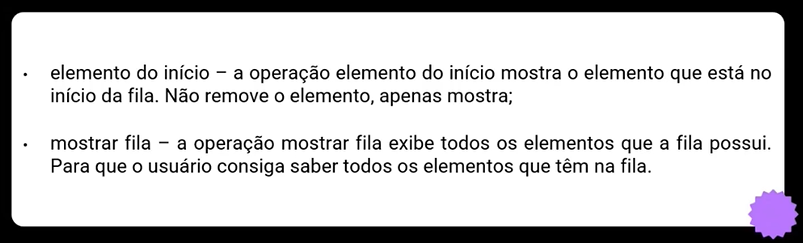 • elemento do início – a operação elemento do início mostra o elemento que está no
início da fila. Não remove o elemento, apenas mostra;
• mostrar fila – a operação mostrar fila exibe todos os elementos que a fila possui.
Para que o usuário consiga saber todos os elementos que têm na fila.